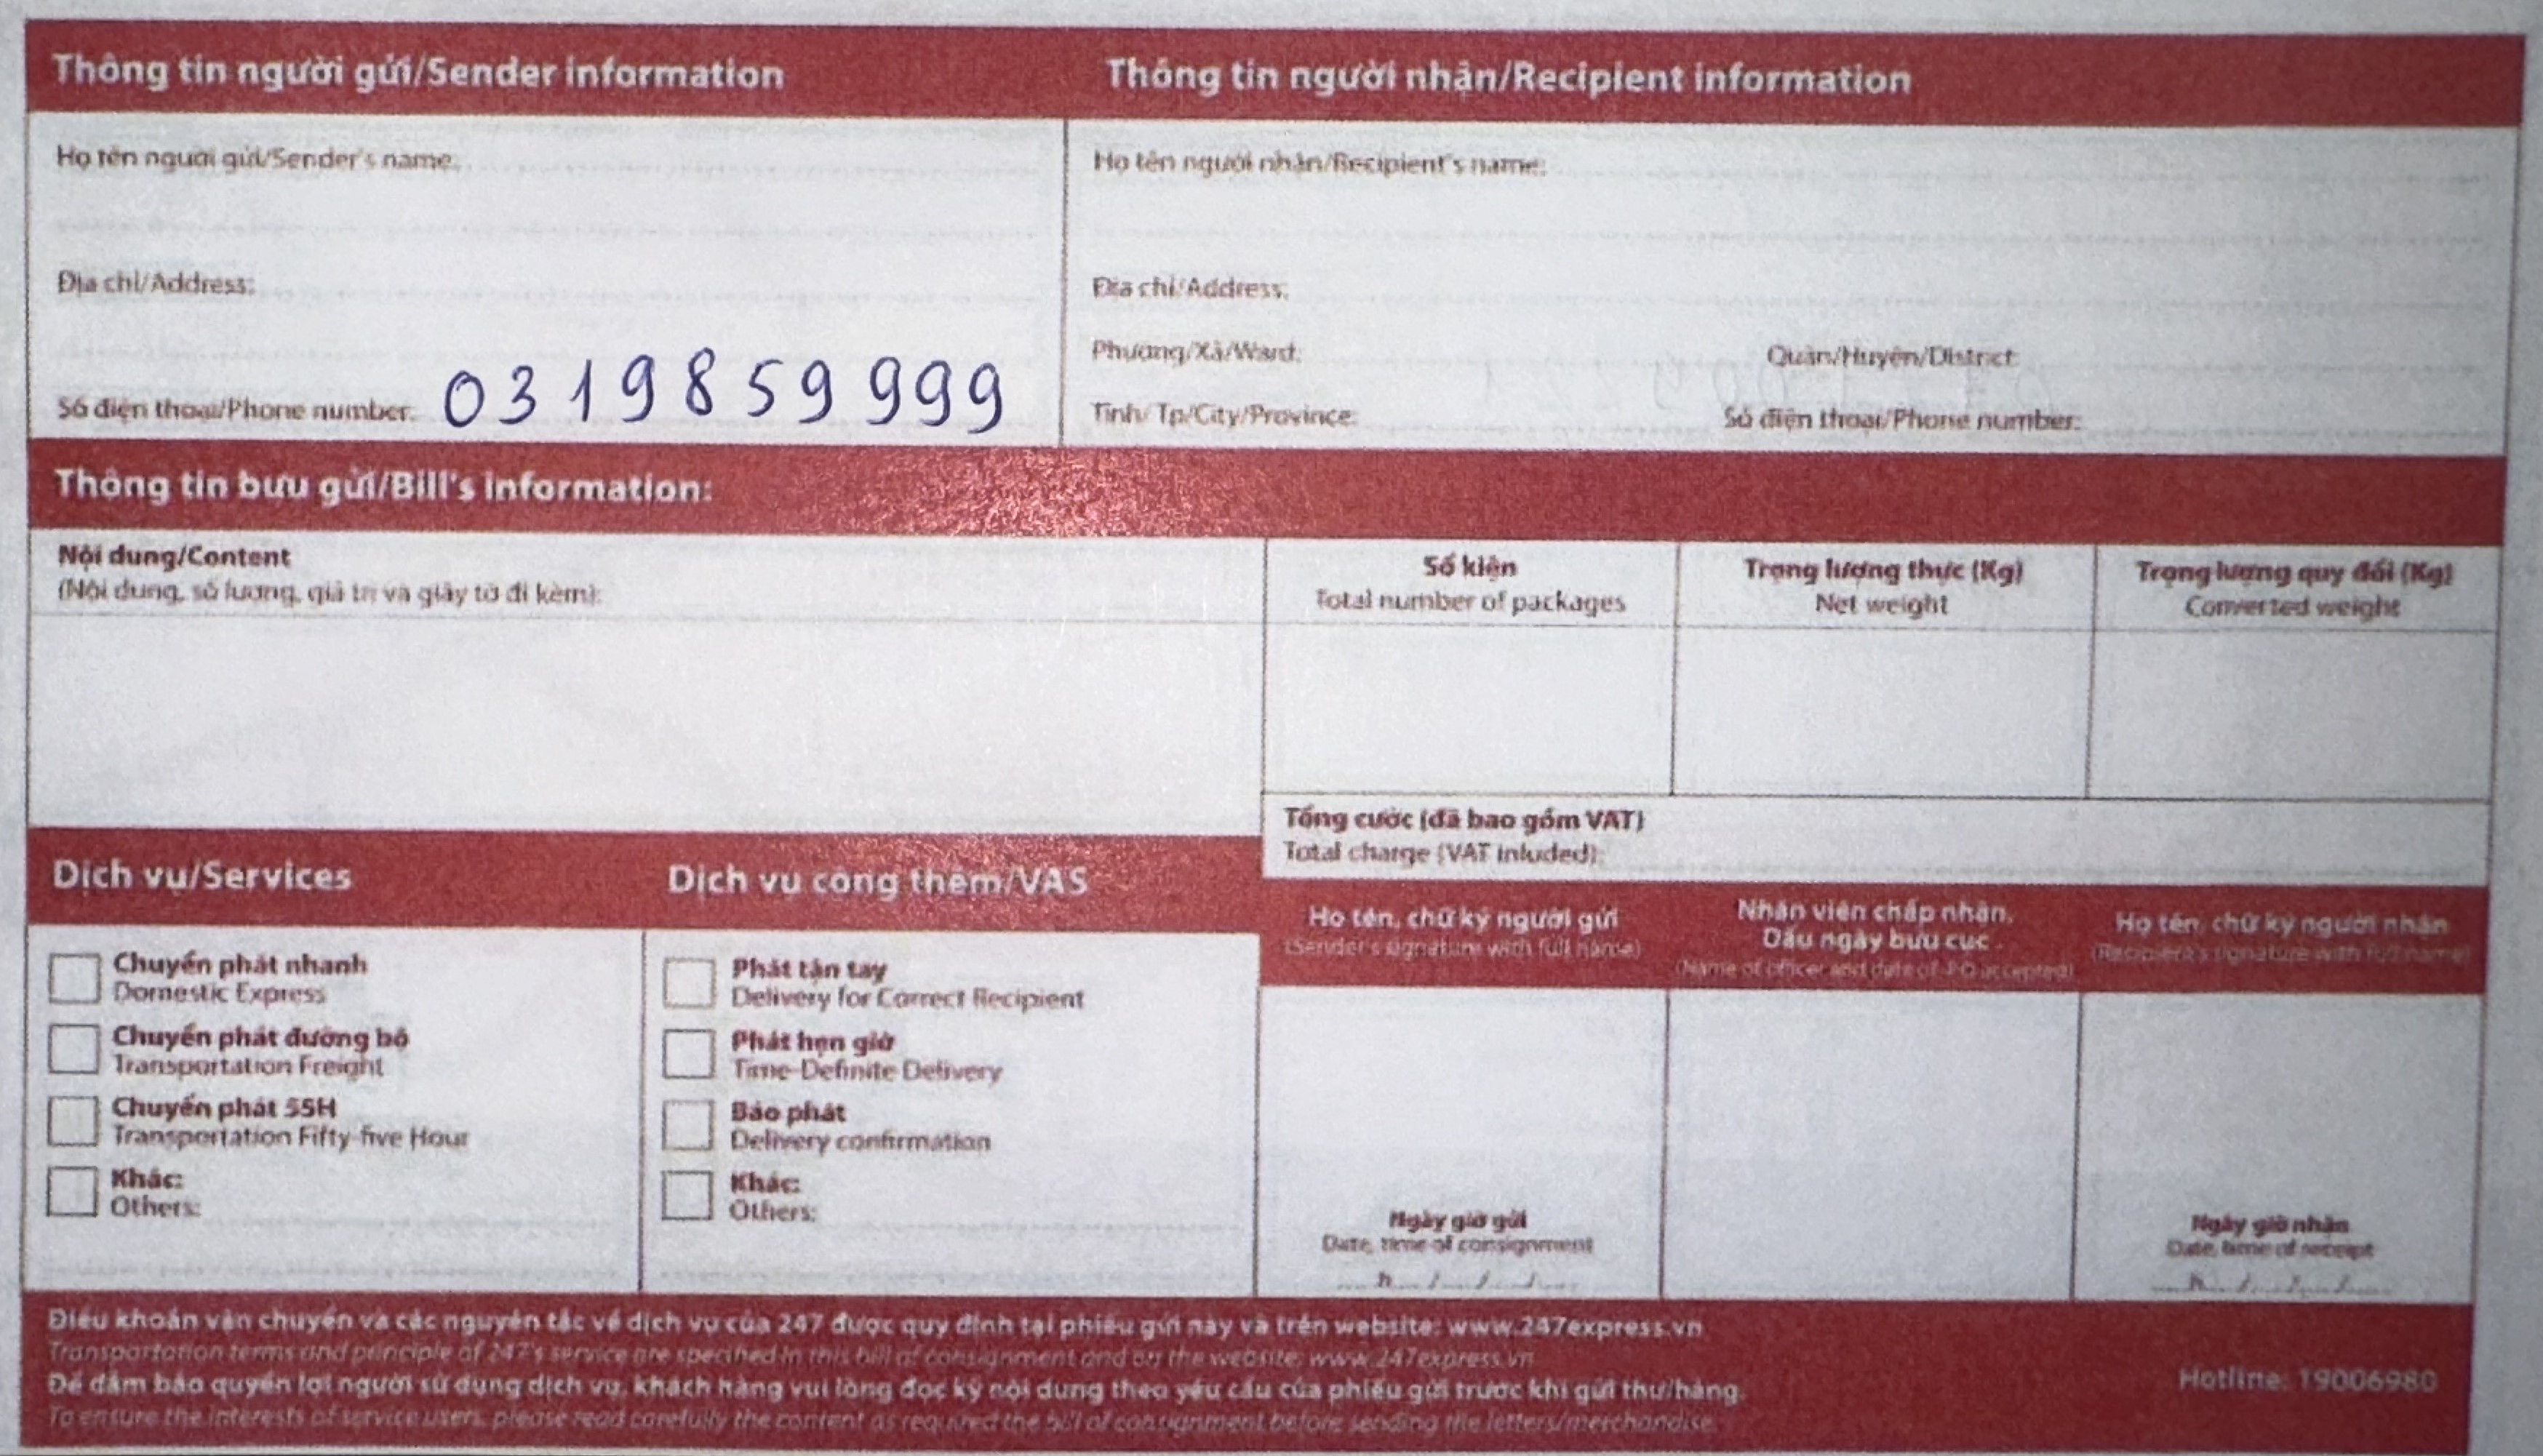 Thông tin người gửi/Sender information
Thông tin người nhận/Recipient information
Họ tên người gửi/Sender's name:
Họ tên người nhận/Recipient's name:
Địa chỉ/Address:
Địa chỉ/Address:
Phường/Xã/Ward:
Quận/Huyện/District:
Số điện thoại/Phone number: 0319859999
Tỉnh/Tp/City/Province:
Số điện thoại/Phone number:
Thông tin bưu gửi/Bill's information:
Nội dung/Content
(Nội dung, số lượng, giá trị và giấy tờ đi kèm):
Số kiện
Total number of packages
Trọng lượng thực (Kg)
Net weight
Trọng lượng quy đổi (Kg)
Converted weight
Tổng cước (đã bao gồm VAT)
Total charge (VAT inluded):
Dịch vụ/Services
Dịch vụ cộng thêm/VAS
Họ tên, chữ ký người gửi
(Sender's signature with full name)
Nhân viên chấp nhận.
Dấu ngày bưu cục
(Name of officer and date of P.O accepted)
Họ tên, chữ ký người nhận
(Recipient's signature with full name)
Chuyển phát nhanh
Domestic Express
Chuyển phát đường bộ
Transportation Freight
Chuyển phát 55H
Transportation Fifty-five Hour
Khác:
Others:
Phát tận tay
Delivery for Correct Recipient
Phát hẹn giờ
Time-Definite Delivery
Báo phát
Delivery confirmation
Khác:
Others:
Ngày giờ gửi
Date, time of consignment
.....h...../...../...../.....
Ngày giờ nhận
Date, time of receipt
.....h...../...../...../.....
Điều khoản vận chuyển và các nguyên tắc về dịch vụ của 247 được quy định tại phiếu gửi này và trên website: www.247express.vn
Transportation terms and principle of 247's service are specified in this bill of consignment and on the website: www.247express.vn
Để đảm bảo quyền lợi người sử dụng dịch vụ, khách hàng vui lòng đọc kỹ nội dung theo yêu cầu của phiếu gửi trước khi gửi thư/hàng.
To ensure the interests of service users, please read carefully the content as required the bill of consignment before sending the letters/merchandise.
Hotline: 19006980